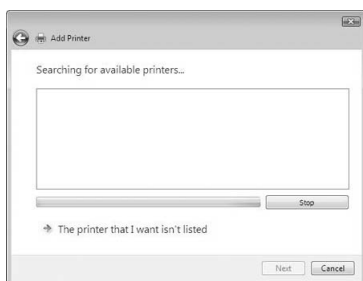 Add Printer
Searching for available printers...
Stop
The printer that I want isn't listed
Next Cancel